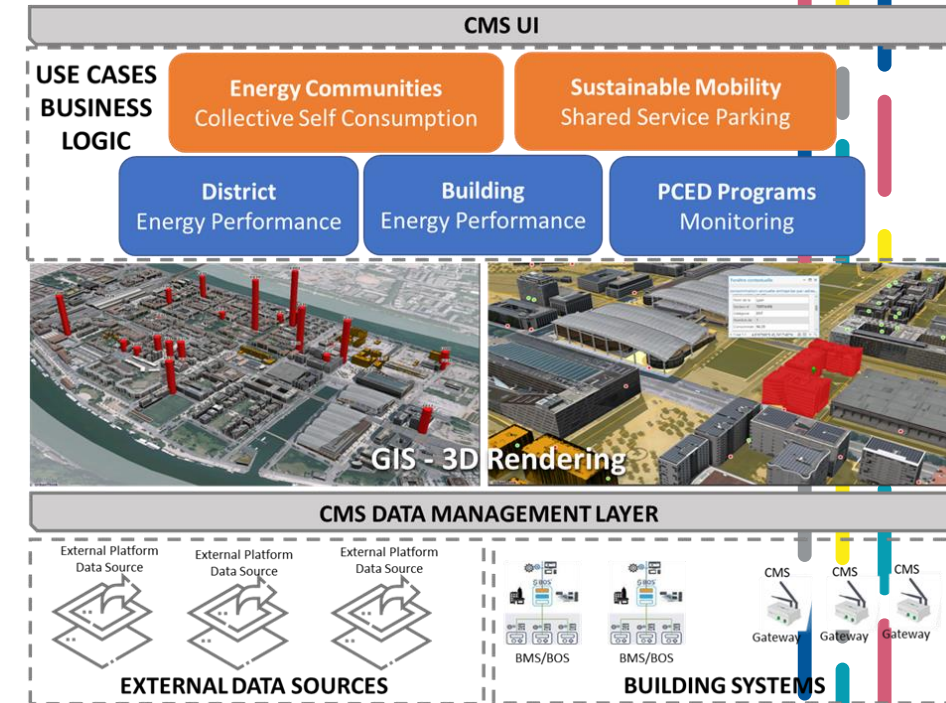 CMS UI
USE CASES
BUSINESS
LOGIC
Energy Communities
Collective Self Consumption
Sustainable Mobility
Shared Service Parking
District
Energy Performance
Building
Energy Performance
PCED Programs
Monitoring
GIS - 3D Rendering
CMS DATA MANAGEMENT LAYER
External Platform
Data Source
External Platform
Data Source
External Platform
Data Source
EXTERNAL DATA SOURCES
BOS
BMS/BOS
BOS
BMS/BOS
CMS
Gateway
CMS
Gateway
CMS
Gateway
BUILDING SYSTEMS